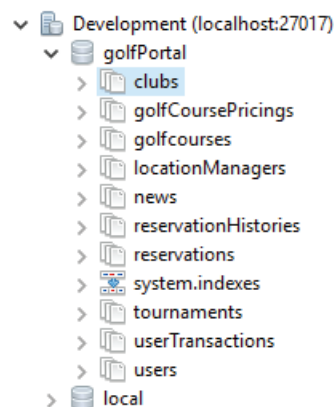 Development (localhost:27017)
golfPortal
clubs
golfCoursePricings
golfcourses
locationManagers
news
reservationHistories
reservations
system.indexes
tournaments
userTransactions
users
local